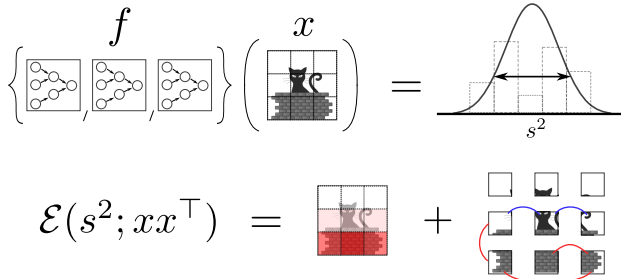 f x
{ , , } ( ) =
s²
ℰ(s²; xx⊤) = +